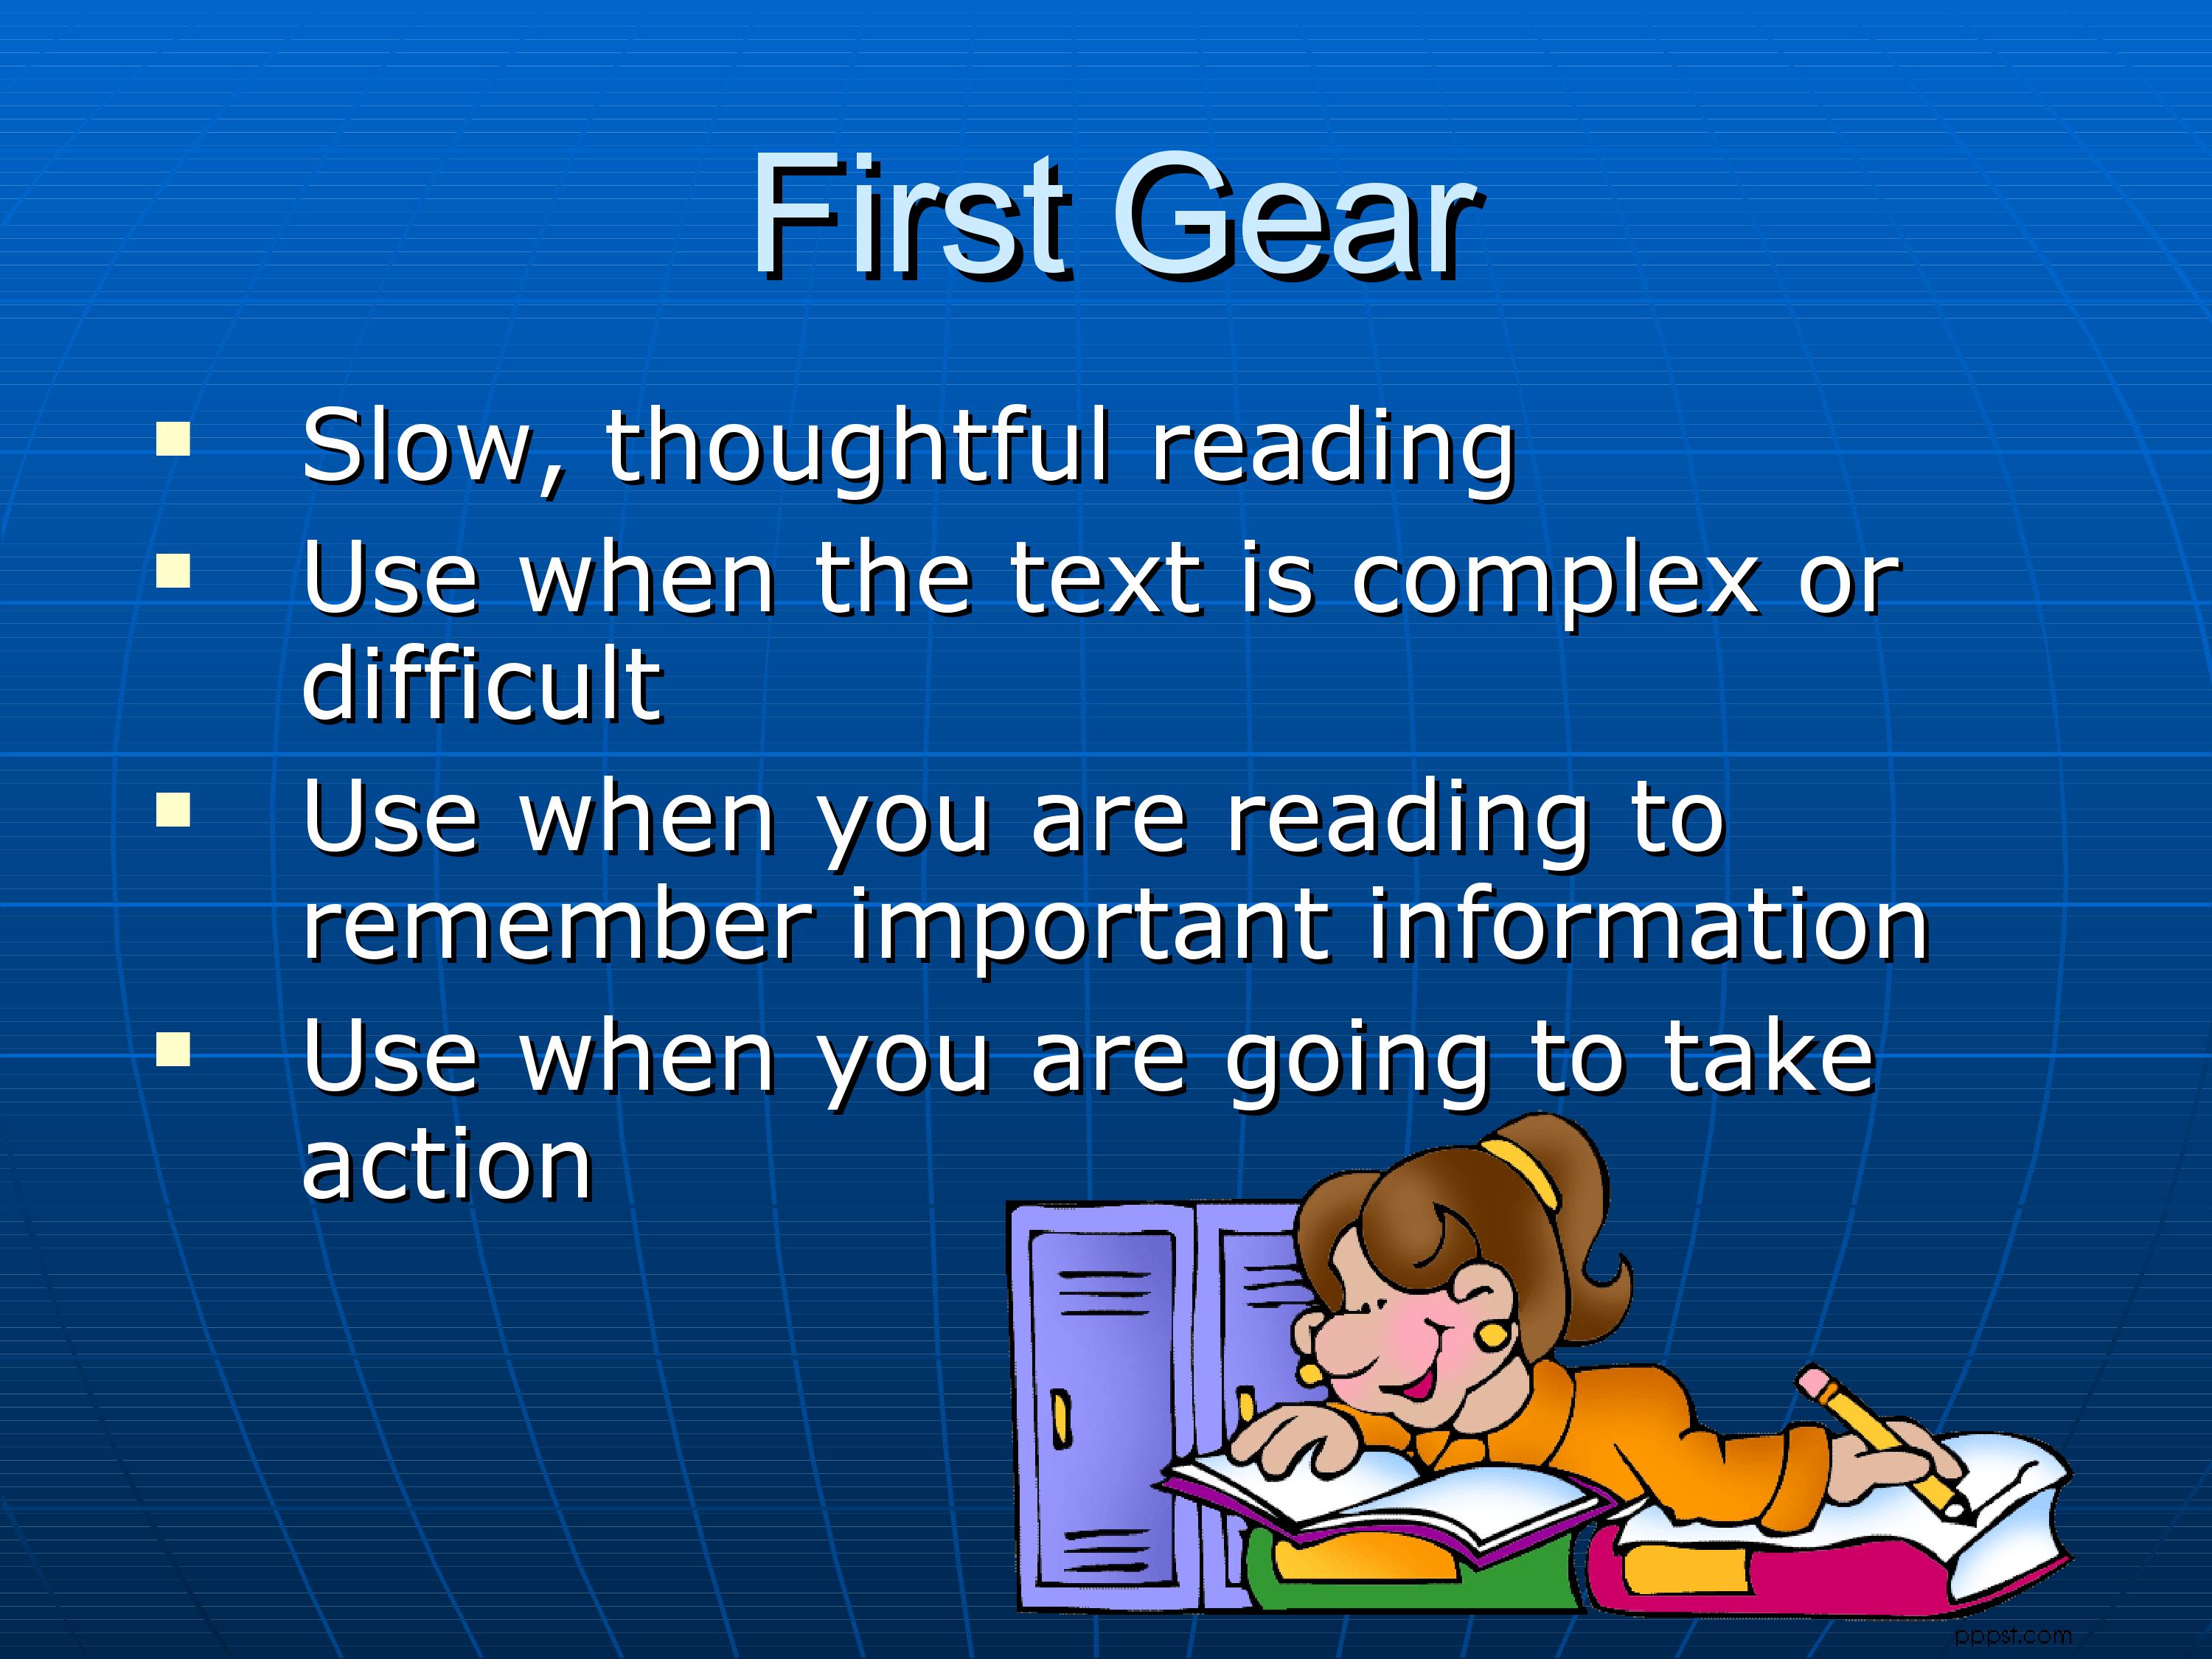 First Gear
Slow, thoughtful reading
Use when the text is complex or
difficult
Use when you are reading to
remember important information
Use when you are going to take
action
pppst.com